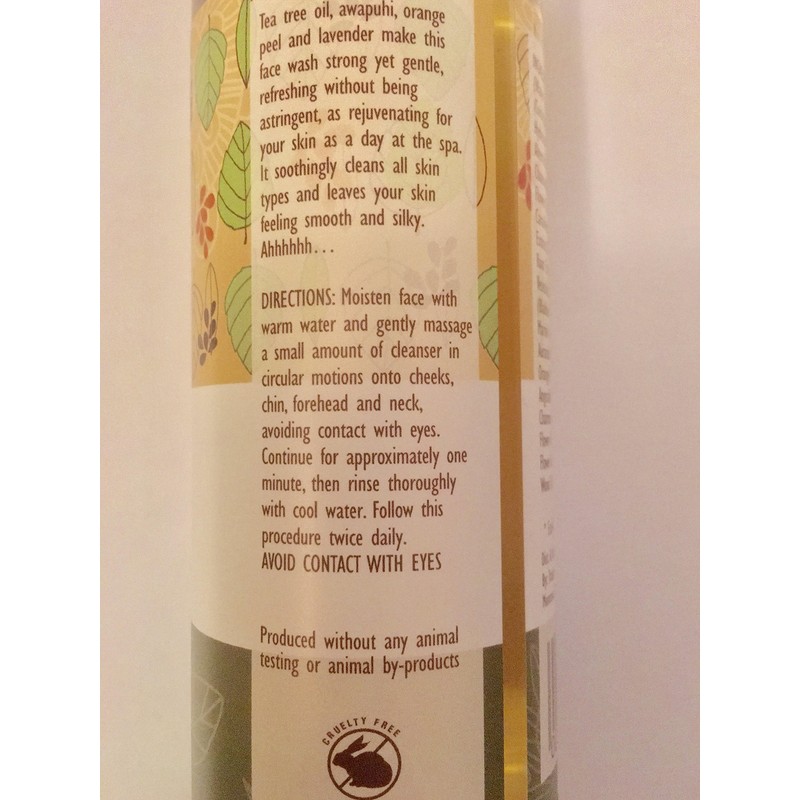 Tea tree oil, awapuhi, orange
peel and lavender make this
face wash strong yet gentle,
refreshing without being
astringent, as rejuvenating for
your skin as a day at the spa.
It soothingly cleans all skin
types and leaves your skin
feeling smooth and silky.
Ahhhhhh...
DIRECTIONS: Moisten face with
warm water and gently massage
a small amount of cleanser in
circular motions onto cheeks,
chin, forehead and neck,
avoiding contact with eyes.
Continue for approximately one
minute, then rinse thoroughly
with cool water. Follow this
procedure twice daily.
AVOID CONTACT WITH EYES
Produced without any animal
testing or animal by-products
CRUELTY FREE